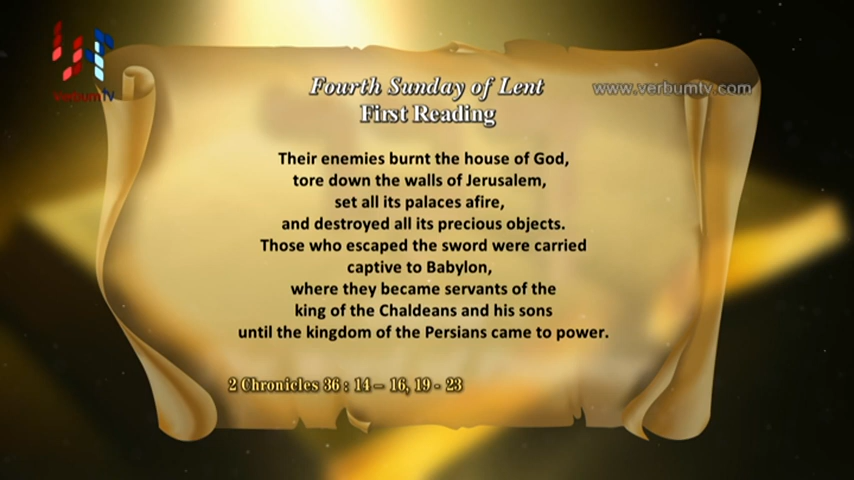 VerbumTV
Fourth Sunday of Lent
www.verbumtv.com
First Reading
Their enemies burnt the house of God,
tore down the walls of Jerusalem,
set all its palaces afire,
and destroyed all its precious objects.
Those who escaped the sword were carried
captive to Babylon,
where they became servants of the
king of the Chaldeans and his sons
until the kingdom of the Persians came to power.
2 Chronicles 36 : 14 – 16, 19 - 23